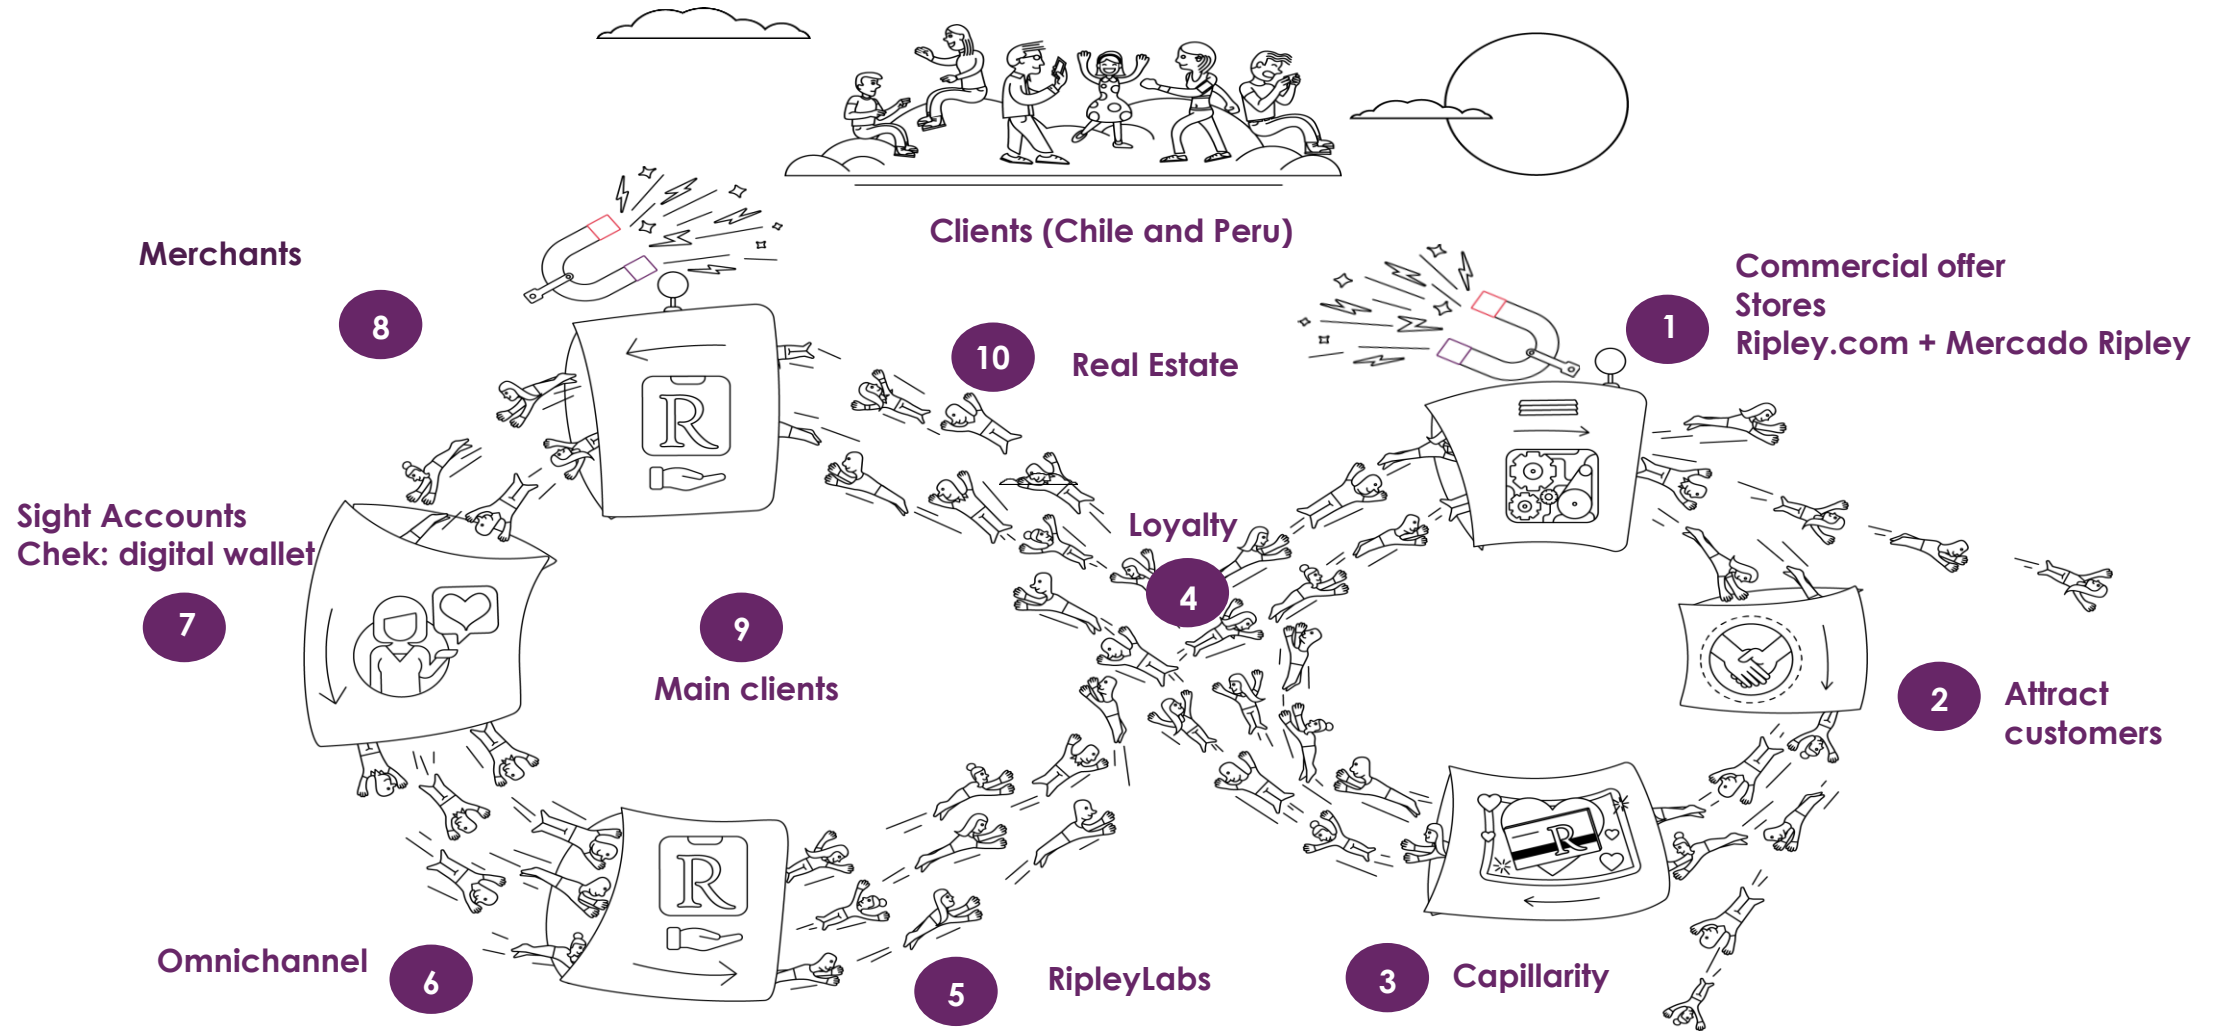 Clients (Chile and Peru)
Merchants
8
10
Real Estate
1
Commercial offer
Stores
Ripley.com + Mercado Ripley
R
Sight Accounts
Chek: digital wallet
7
9
Main clients
Loyalty
4
2
Attract
customers
R
R
Omnichannel
6
5
RipleyLabs
3
Capillarity